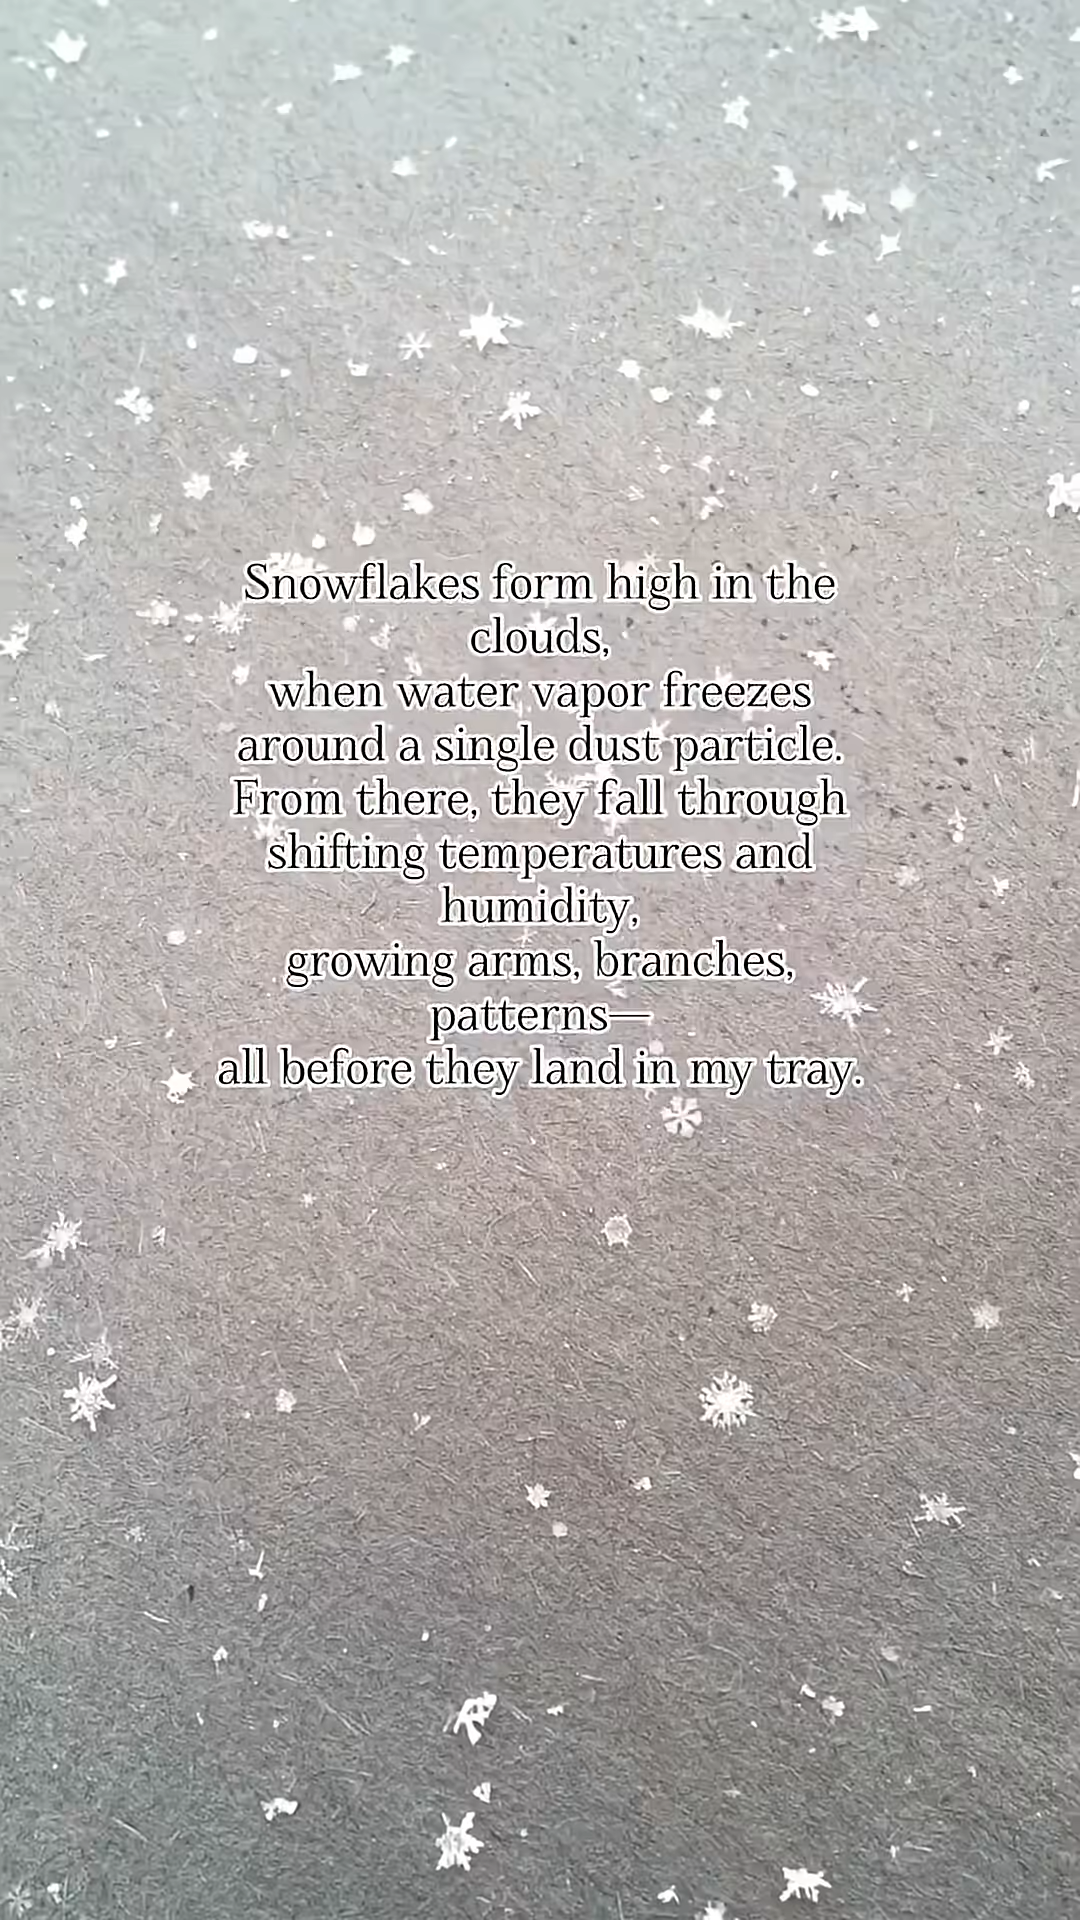 Snowflakes form high in the
clouds,
when water vapor freezes
around a single dust particle.
From there, they fall through
shifting temperatures and
humidity,
growing arms, branches,
patterns—
all before they land in my tray.